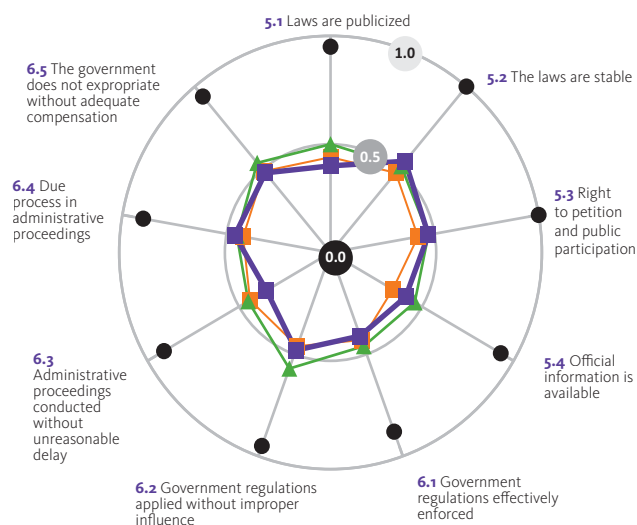 5.1 Laws are publicized
1.0
5.2 The laws are stable
5.3 Right
to petition
and public
participation
5.4 Official
information is
available
6.1 Government
regulations effectively
enforced
6.2 Government regulations
applied without improper
influence
6.3
Administrative
proceedings
conducted
without
unreasonable
delay
6.4 Due
process in
administrative
proceedings
6.5 The government
does not expropriate
without adequate
compensation
0.5
0.0